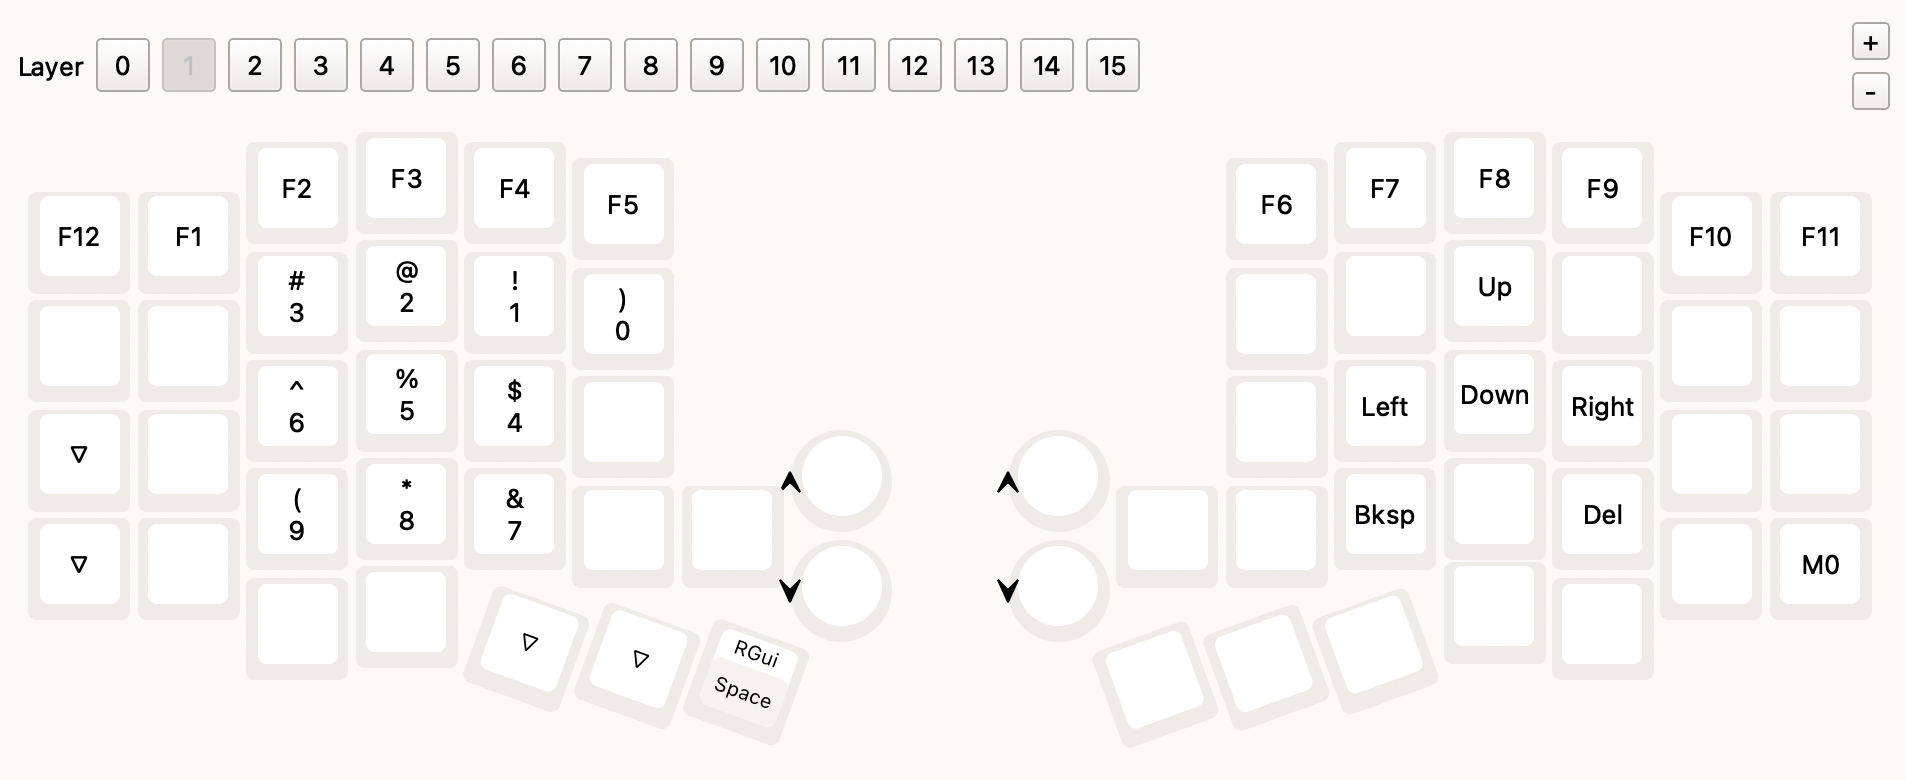 Layer 0 1 2 3 4 5 6 7 8 9 10 11 12 13 14 15
+
-
F12 F1 F2 F3 F4 F5
# 3
@ 2
! 1
) 0
^ 6
% 5
$ 4
( 9
* 8
& 7
▽
▽
▽
▽
RGui
Space
F6 F7 F8 F9 F10 F11
Up
Left Down Right
Bksp Del
M0